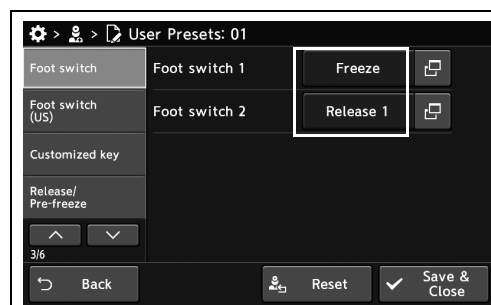 > > User Presets: 01
Foot switch
Foot switch 1
Freeze
Foot switch
(US)
Foot switch 2
Release 1
Customized key
Release/
Pre-freeze
3/6
Back
Reset
Save &
Close